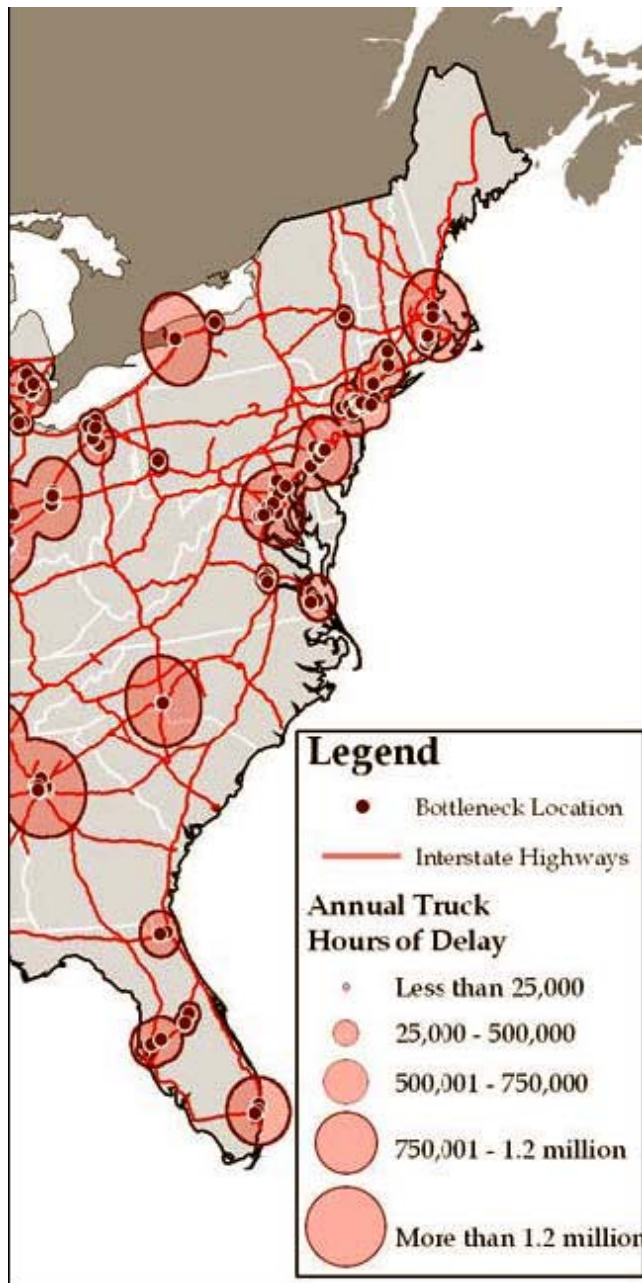 Legend
Bottleneck Location
Interstate Highways
Annual Truck
Hours of Delay
Less than 25,000
25,000 - 500,000
500,001 - 750,000
750,001 - 1.2 million
More than 1.2 million